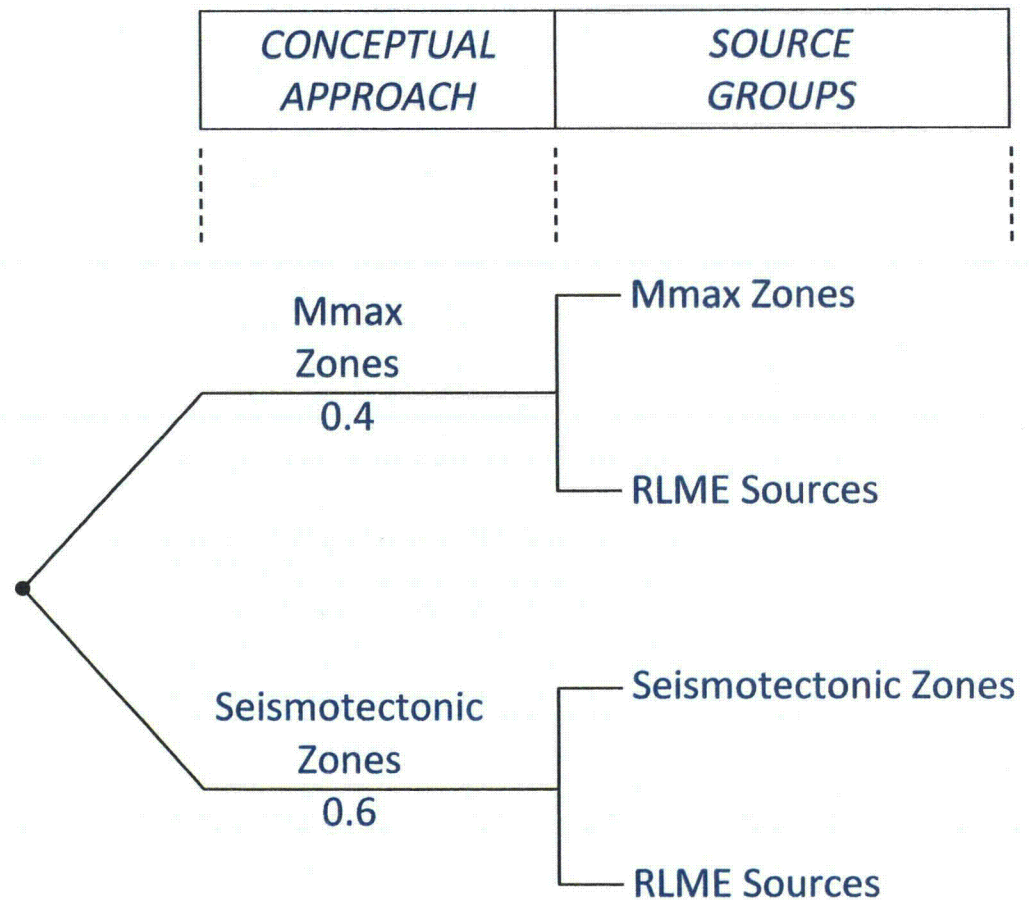 CONCEPTUAL
APPROACH
SOURCE
GROUPS
Mmax
Zones
0.4
Mmax Zones
RLME Sources
Seismotectonic
Zones
0.6
Seismotectonic Zones
RLME Sources